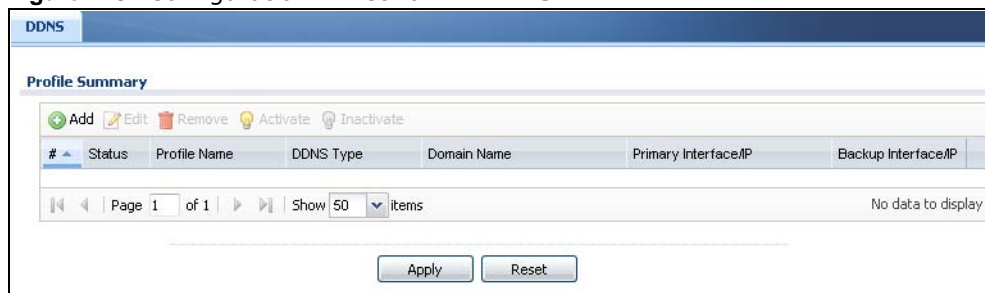 DDNS
Profile Summary
Add Edit Remove Activate Inactivate
# Status Profile Name DDNS Type Domain Name Primary Interface/IP Backup Interface/IP
Page 1 of 1 Show 50 items No data to display
Apply Reset